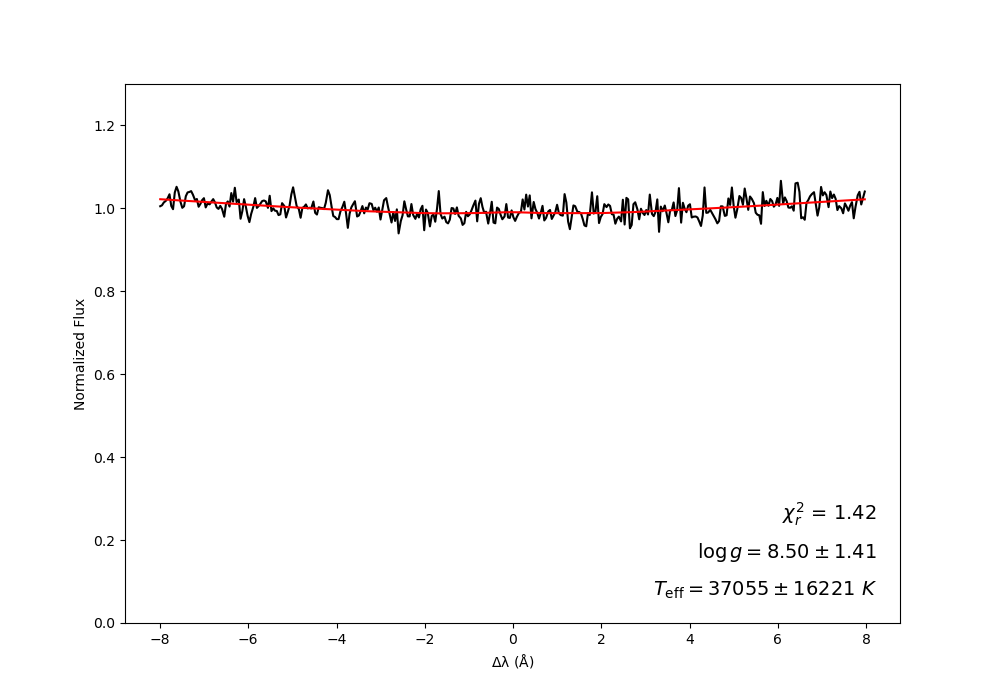 Normalized Flux
1.2
1.0
0.8
0.6
0.4
0.2
0.0
χ²ᵣ = 1.42
log g = 8.50 ± 1.41
T_eff = 37055 ± 16221 K
−8 −6 −4 −2 0 2 4 6 8
Δλ (Å)